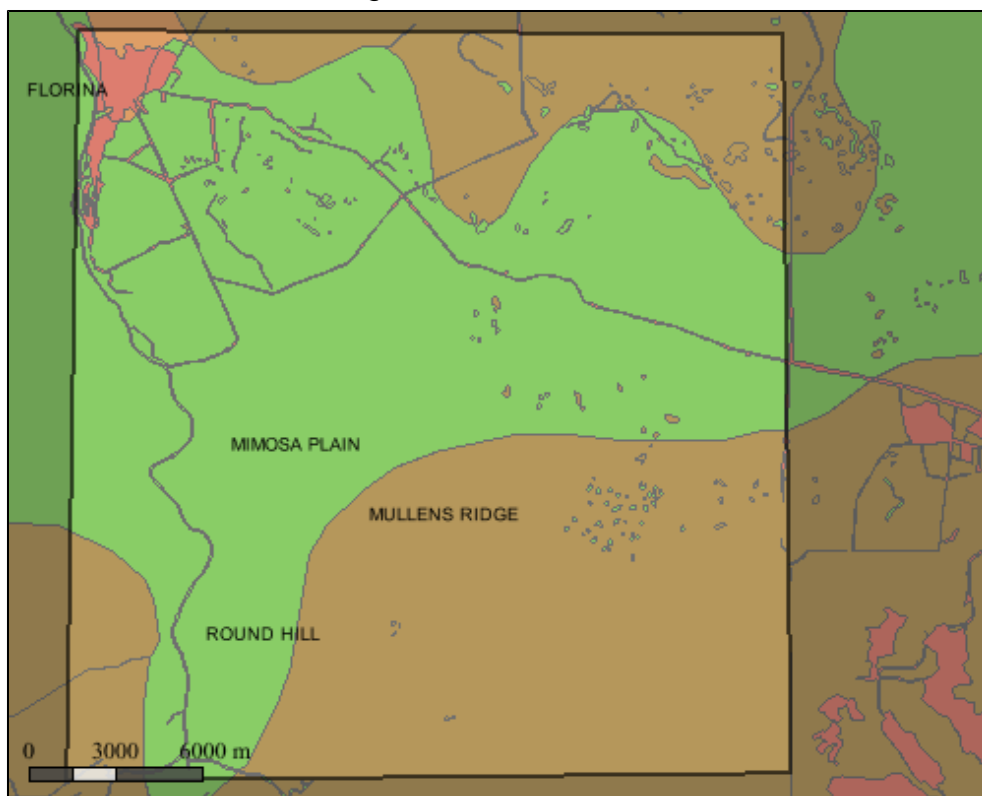 FLORINA
MIMOSA PLAIN
MULLENS RIDGE
ROUND HILL
0 3000 6000 m